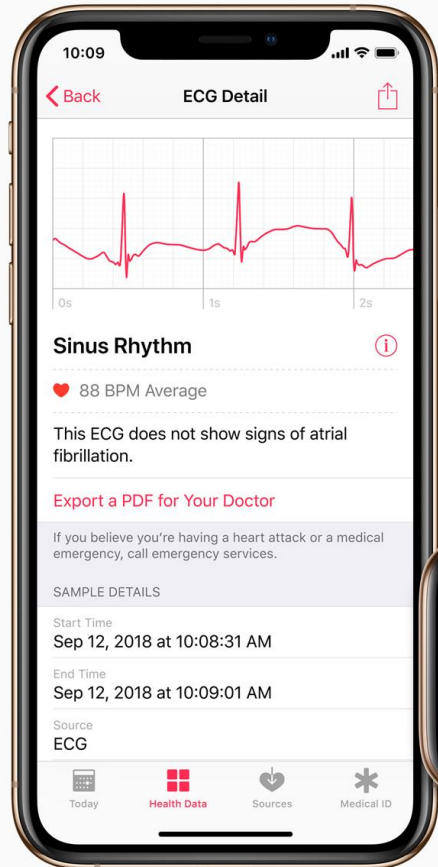 10:09
Back
ECG Detail
0s
1s
2s
Sinus Rhythm
88 BPM Average
This ECG does not show signs of atrial
fibrillation.
Export a PDF for Your Doctor
If you believe you're having a heart attack or a medical
emergency, call emergency services.
SAMPLE DETAILS
Start Time
Sep 12, 2018 at 10:08:31 AM
End Time
Sep 12, 2018 at 10:09:01 AM
Source
ECG
Today
Health Data
Sources
Medical ID